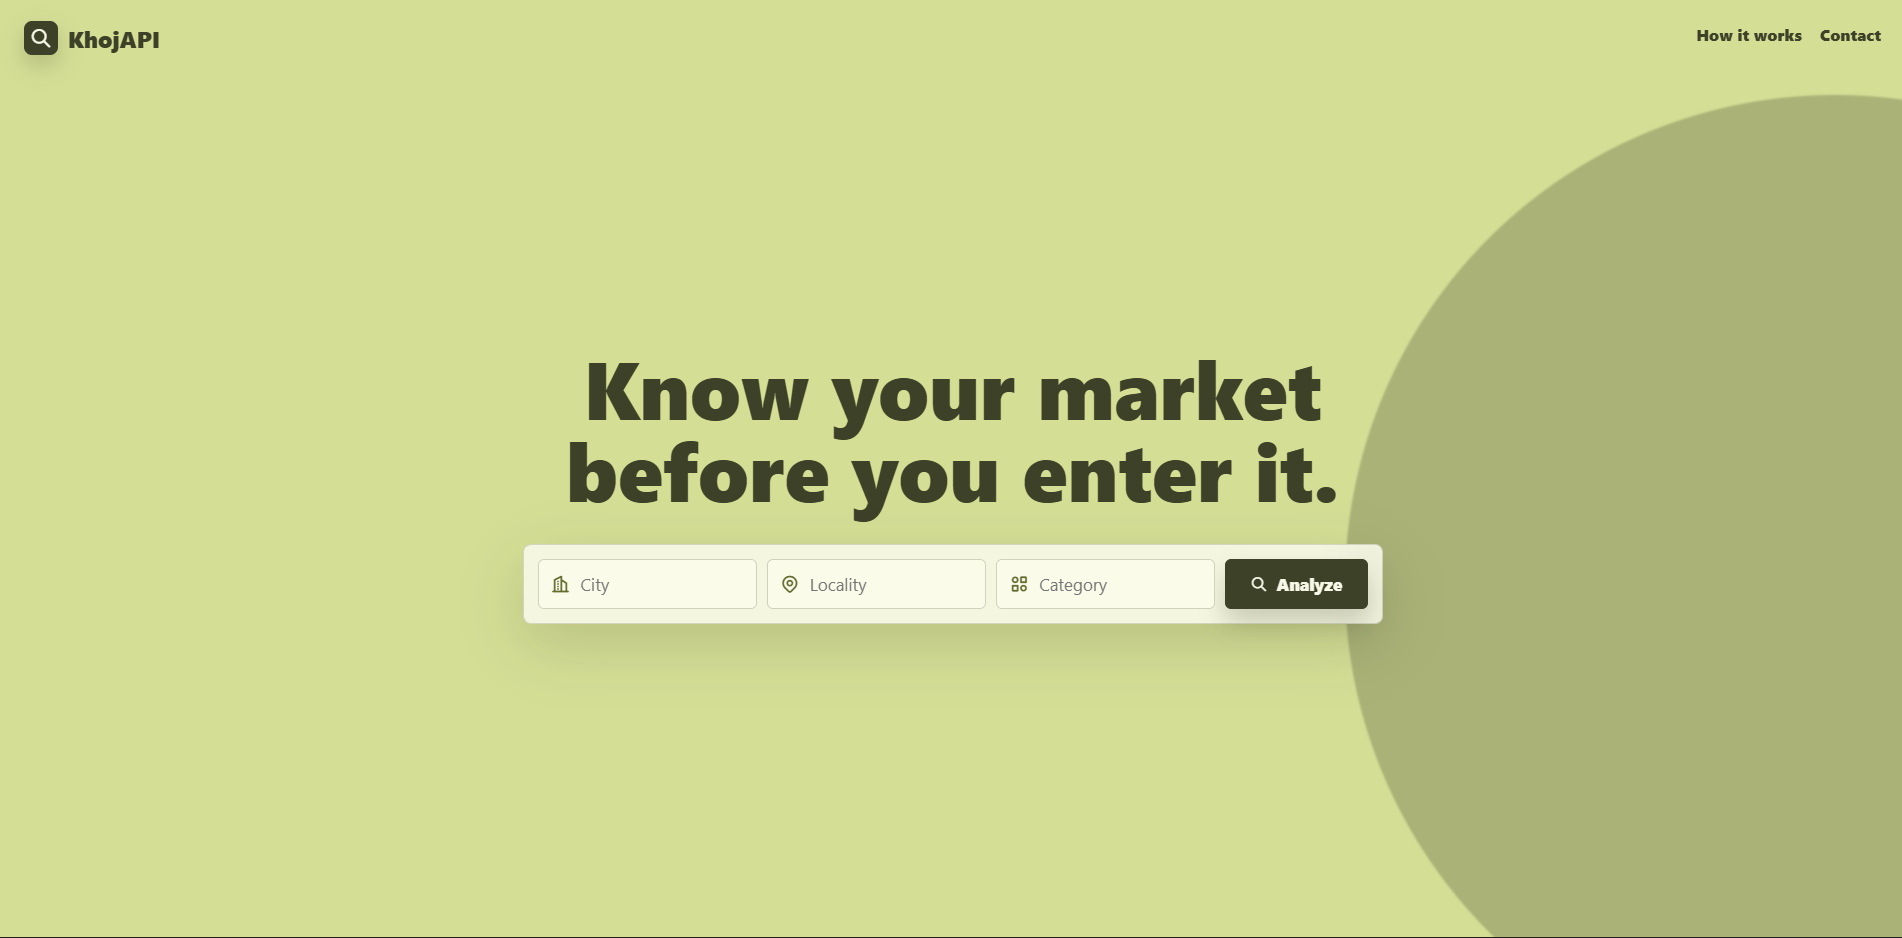 KhojAPI
How it works
Contact
Know your market
before you enter it.
City
Locality
Category
Analyze